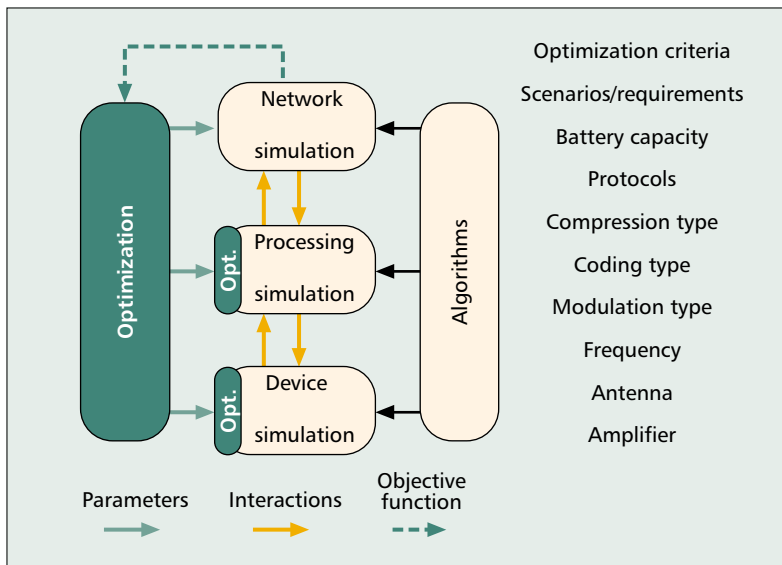 Network
simulation
Optimization
Opt.
Processing
simulation
Opt.
Device
simulation
Algorithms
Optimization criteria
Scenarios/requirements
Battery capacity
Protocols
Compression type
Coding type
Modulation type
Frequency
Antenna
Amplifier
Parameters
Interactions
Objective
function